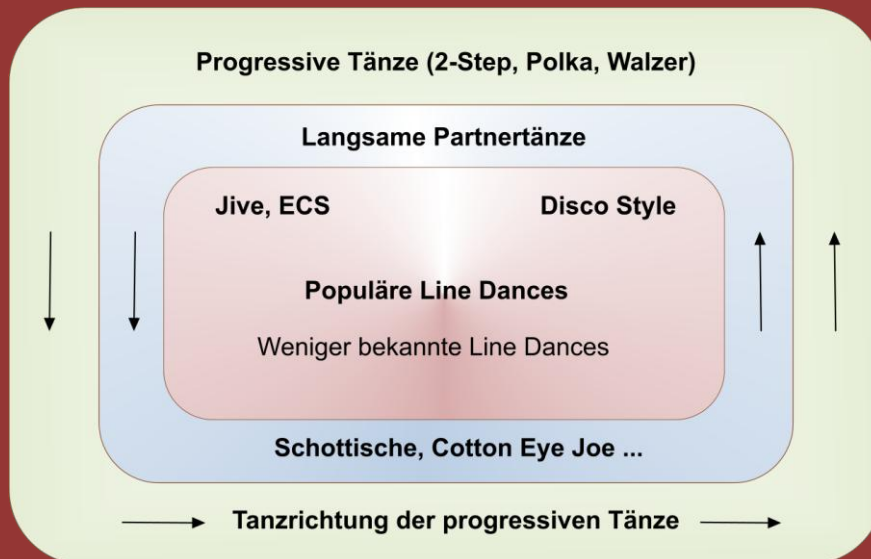 Progressive Tänze (2-Step, Polka, Walzer)
Langsame Partnertänze
Jive, ECS
Disco Style
Populäre Line Dances
Weniger bekannte Line Dances
Schottische, Cotton Eye Joe ...
Tanzrichtung der progressiven Tänze